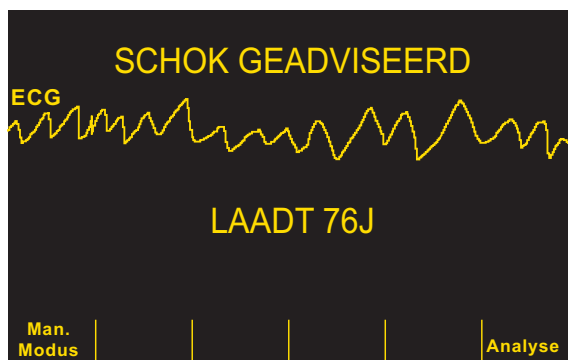 SCHOK GEADVISEERD
ECG
LAADT 76J
Man.
Modus
Analyse